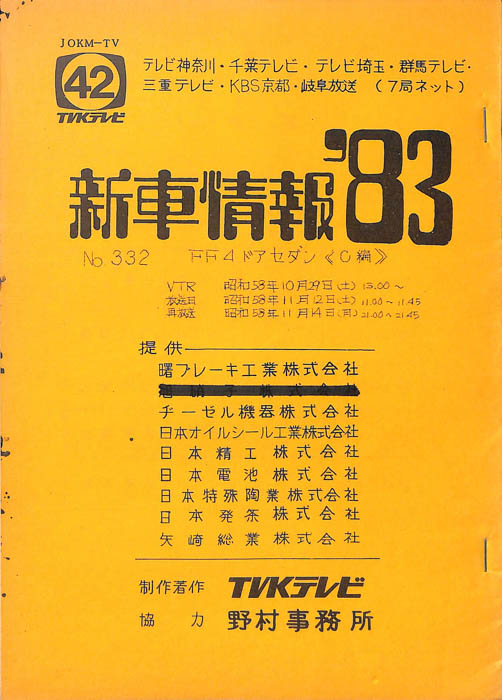 JOKM-TV
42
TVKテレビ
テレビ神奈川・千葉テレビ・テレビ埼玉・群馬テレビ・
三重テレビ・KBS京都・岐阜放送 (7局ネット)
新車情報'83
No.332 FF4ドアセダン《C編》
VTR 昭和58年10月29日(土) 13.00〜
放送日 昭和58年11月12日(土) 11.00〜11.45
再放送 昭和58年11月14日(月) 21.00〜21.45
提供
曙ブレーキ工業株式会社
旭硝子株式会社
ヂーゼル機器株式会社
日本オイルシール工業株式会社
日本精工株式会社
日本電池株式会社
日本特殊陶業株式会社
日本発条株式会社
矢崎総業株式会社
制作著作 TVKテレビ
協力 野村事務所